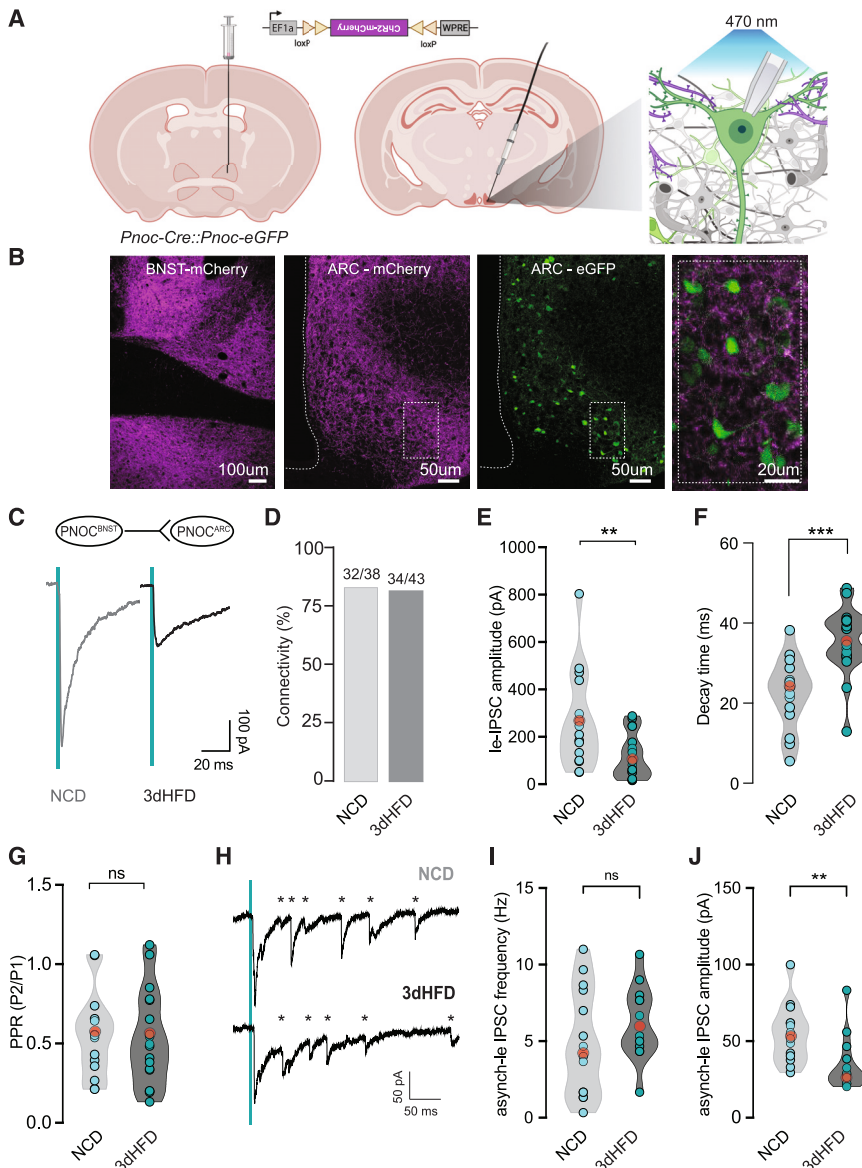 A
EF1a
ChR2-mCherry
WPRE
loxP
loxP
470 nm
Pnoc-Cre::Pnoc-eGFP
B
BNST-mCherry
ARC - mCherry
ARC - eGFP
100um
50um
50um
20um
C
PNOCᴮᴺˢᵀ
PNOCᴬᴿᶜ
100 pA
20 ms
NCD
3dHFD
D
Connectivity (%)
100
75
50
25
0
32/38
34/43
NCD
3dHFD
E
le-IPSC amplitude (pA)
1000
800
600
400
200
0
**
NCD
3dHFD
F
Decay time (ms)
60
40
20
0
***
NCD
3dHFD
G
PPR (P2/P1)
1.5
1.0
0.5
0.0
ns
NCD
3dHFD
H
NCD
* * * * * *
3dHFD
* * * * *
50 pA
50 ms
I
asynch-le IPSC frequency (Hz)
15
10
5
0
ns
NCD
3dHFD
J
asynch-le IPSC amplitude (pA)
150
100
50
0
**
NCD
3dHFD